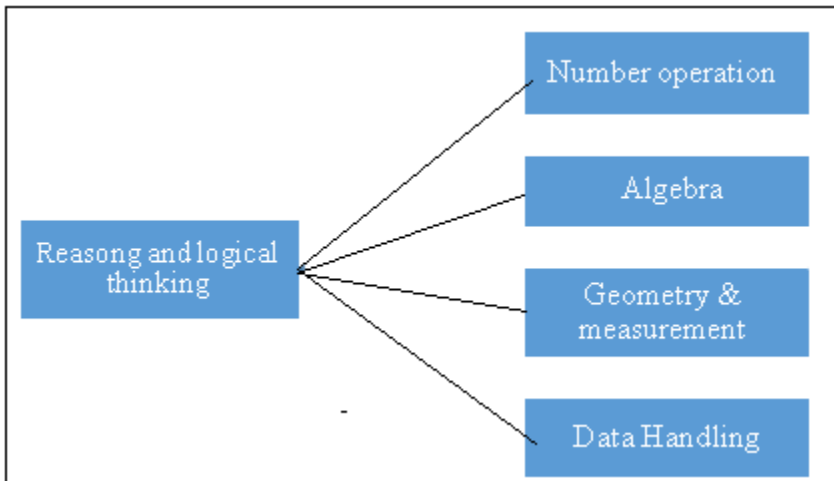 Number operation
Algebra
Reasong and logical
thinking
Geometry &
measurement
Data Handling